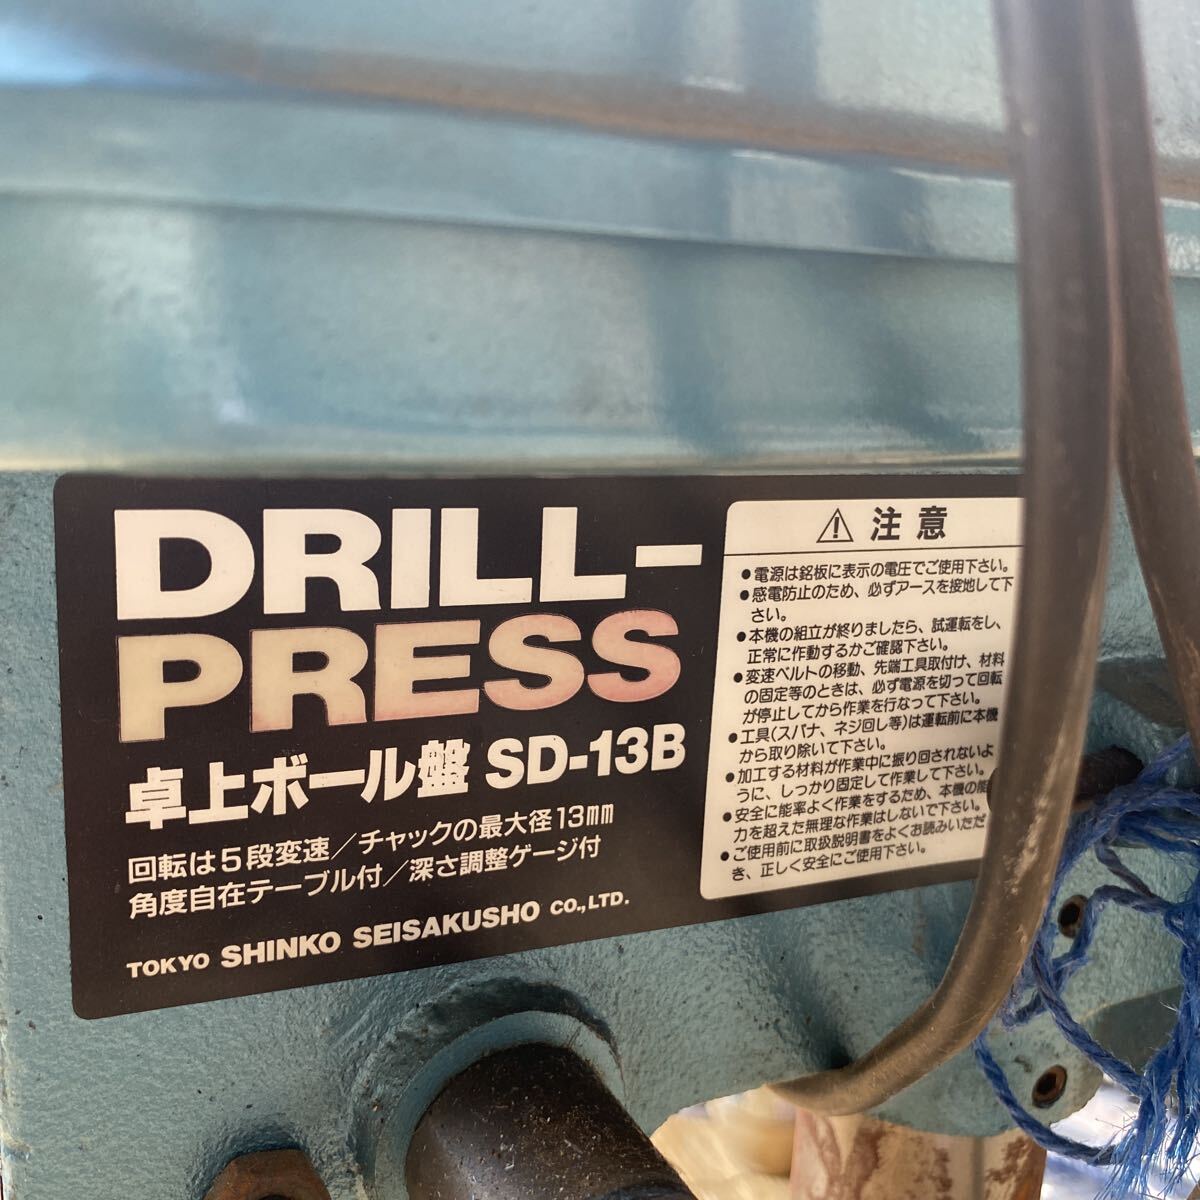 DRILL-
PRESS
卓上ボール盤 SD-13B
回転は5段変速/チャックの最大径13mm
角度自在テーブル付/深さ調整ゲージ付
TOKYO SHINKO SEISAKUSHO CO.,LTD.
⚠ 注意
●電源は銘板に表示の電圧でご使用下さい。
●感電防止のため、必ずアースを接地して下
さい。
●本機の組立が終りましたら、試運転をし、
正常に作動するかご確認下さい。
●変速ベルトの移動、先端工具取付け、材料
の固定等のときは、必ず電源を切って回転
が停止してから作業を行なって下さい。
●工具(スパナ、ネジ回し等)は運転前に本機
から取り除いて下さい。
●加工する材料が作業中に振り回されないよ
うに、しっかり固定して作業して下さい。
●安全に能率よく作業をするため、本機の能
力を超えた無理な作業はしないで下さい。
●ご使用前に取扱説明書をよくお読みいただ
き、正しく安全にご使用下さい。